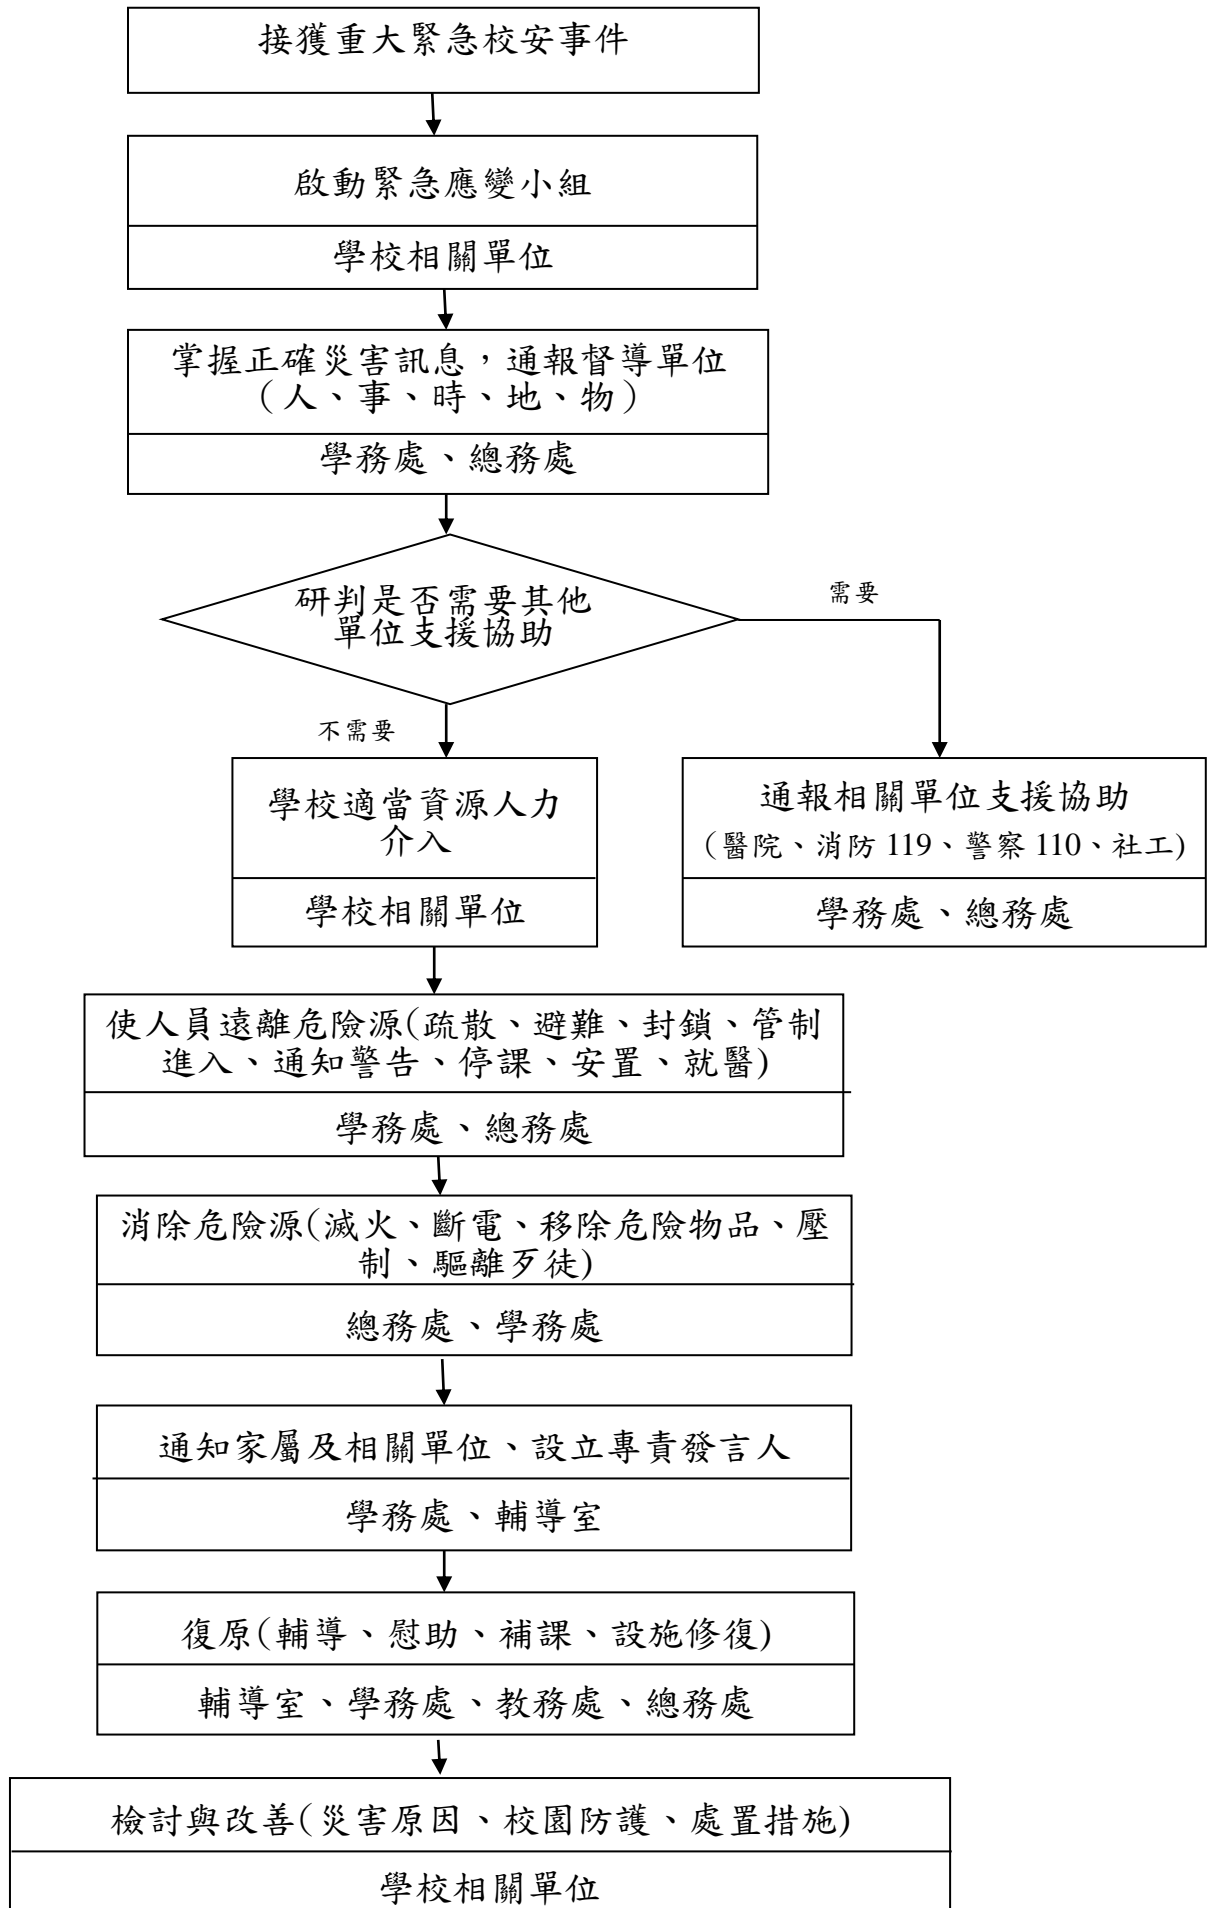 接獲重大緊急校安事件
啟動緊急應變小組
學校相關單位
掌握正確災害訊息，通報督導單位
（人、事、時、地、物）
學務處、總務處
研判是否需要其他
單位支援協助
需要
不需要
學校適當資源人力
介入
學校相關單位
通報相關單位支援協助
（醫院、消防 119、警察 110、社工)
學務處、總務處
使人員遠離危險源(疏散、避難、封鎖、管制
進入、通知警告、停課、安置、就醫)
學務處、總務處
消除危險源(滅火、斷電、移除危險物品、壓
制、驅離歹徒)
總務處、學務處
通知家屬及相關單位、設立專責發言人
學務處、輔導室
復原(輔導、慰助、補課、設施修復)
輔導室、學務處、教務處、總務處
檢討與改善(災害原因、校園防護、處置措施)
學校相關單位